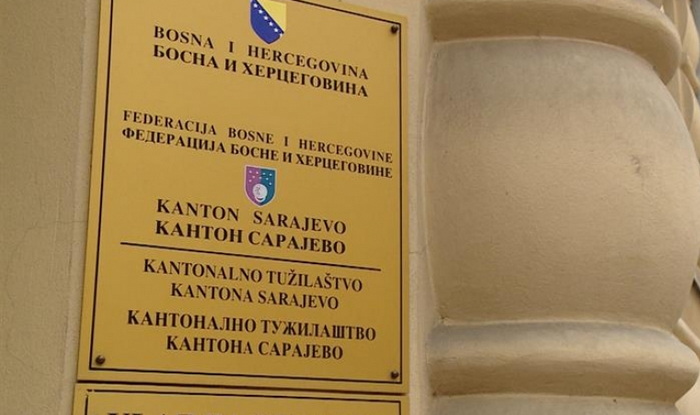 BOSNA I HERCEGOVINA
БОСНА И ХЕРЦЕГОВИНА
FEDERACIJA BOSNE I HERCEGOVINE
ФЕДЕРАЦИЈА БОСНЕ И ХЕРЦЕГОВИНЕ
KANTON SARAJEVO
КАНТОН САРАЈЕВО
KANTONALNO TUŽILAŠTVO
KANTONA SARAJEVO
КАНТОНАЛНО ТУЖИЛАШТВО
КАНТОНА САРАЈЕВО